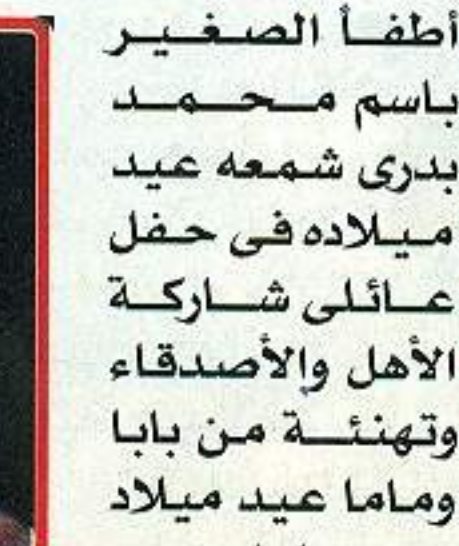 أطفأ الصغير
باسم محمد
بدرى شمعه عيد
ميلاده فى حفل
عائلى شاركة
الأهل والأصدقاء
وتهنئة من بابا
وماما عيد ميلاد